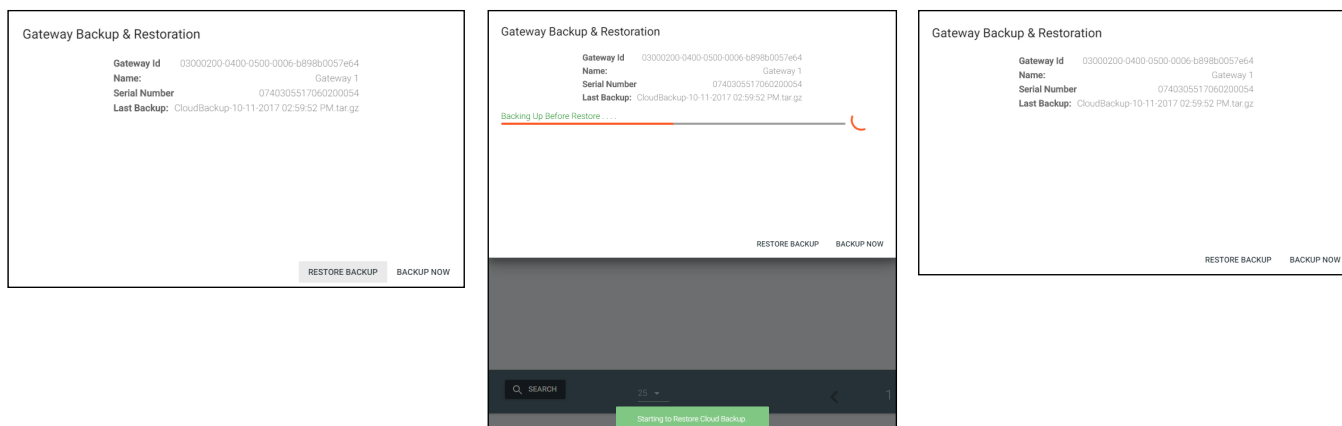 Gateway Backup & Restoration
Gateway Id 03000200-0400-0500-0006-b898b0057e64
Name: Gateway 1
Serial Number 0740305517060200054
Last Backup: CloudBackup-10-11-2017 02:59:52 PM.tar.gz
RESTORE BACKUP BACKUP NOW
Gateway Backup & Restoration
Gateway Id 03000200-0400-0500-0006-b898b0057e64
Name: Gateway 1
Serial Number 0740305517060200054
Last Backup: CloudBackup-10-11-2017 02:59:52 PM.tar.gz
Backing Up Before Restore . . . .
RESTORE BACKUP BACKUP NOW
SEARCH 25 1
Starting to Restore Cloud Backup.
Gateway Backup & Restoration
Gateway Id 03000200-0400-0500-0006-b898b0057e64
Name: Gateway 1
Serial Number 0740305517060200054
Last Backup: CloudBackup-10-11-2017 02:59:52 PM.tar.gz
RESTORE BACKUP BACKUP NOW